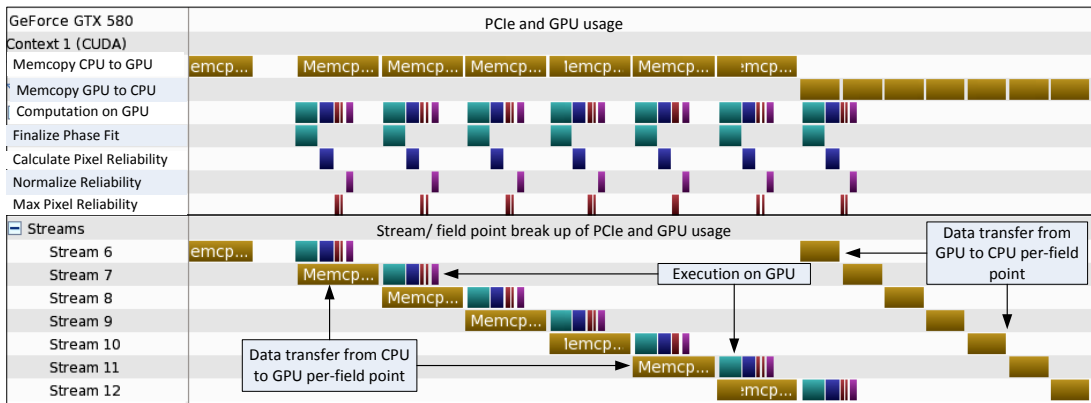 GeForce GTX 580
PCIe and GPU usage
Context 1 (CUDA)
Memcopy CPU to GPU
emcp... Memcp... Memcp... Memcp... lemcp... Memcp... emcp...
Memcopy GPU to CPU
Computation on GPU
Finalize Phase Fit
Calculate Pixel Reliability
Normalize Reliability
Max Pixel Reliability
Streams
Stream/ field point break up of PCIe and GPU usage
Stream 6
emcp...
Stream 7
Memcp...
Stream 8
Memcp...
Stream 9
Memcp...
Stream 10
lemcp..
Stream 11
Memcp...
Stream 12
emcp...
Data transfer from
GPU to CPU per-field
point
Execution on GPU
Data transfer from CPU
to GPU per-field point